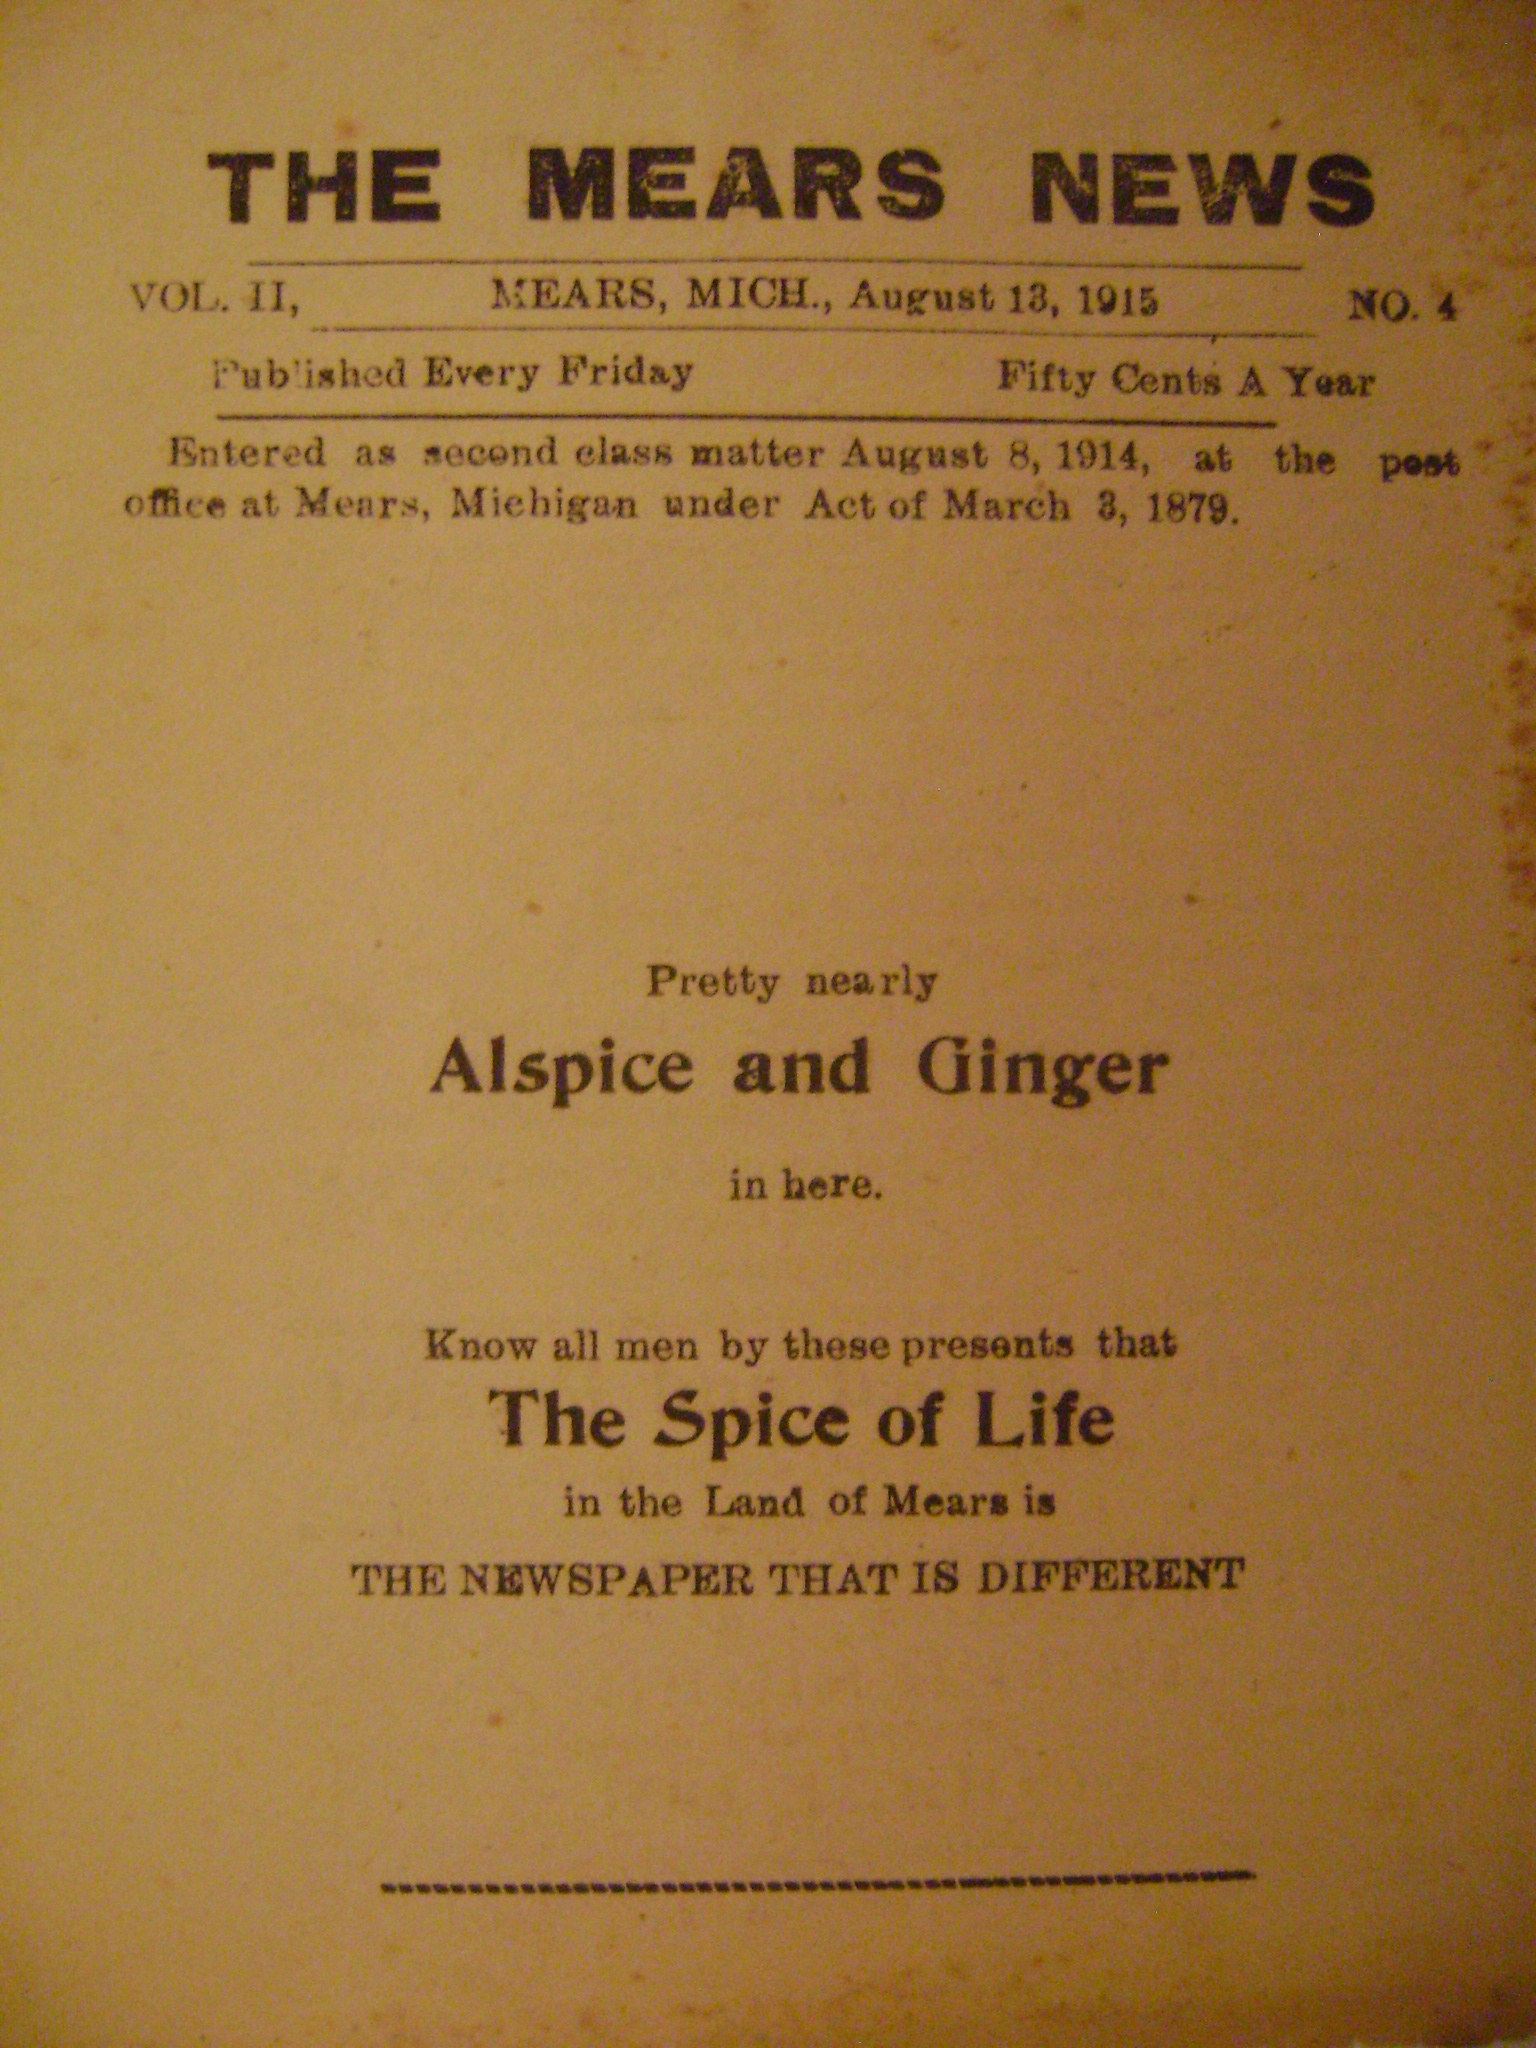 THE MEARS NEWS
VOL. II, MEARS, MICH., August 13, 1915 NO. 4
Published Every Friday Fifty Cents A Year
Entered as second class matter August 8, 1914, at the post
office at Mears, Michigan under Act of March 3, 1879.
Pretty nearly
Alspice and Ginger
in here.
Know all men by these presents that
The Spice of Life
in the Land of Mears is
THE NEWSPAPER THAT IS DIFFERENT